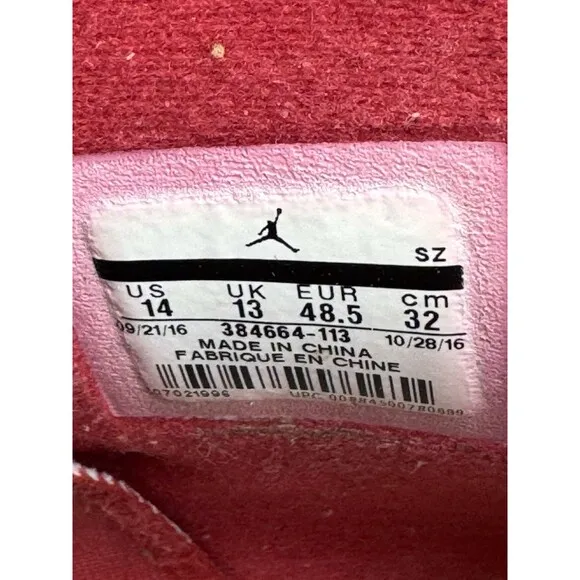 SZ
US UK EUR cm
14 13 48.5 32
09/21/16 384664-113 10/28/16
MADE IN CHINA
FABRIQUE EN CHINE
UPC